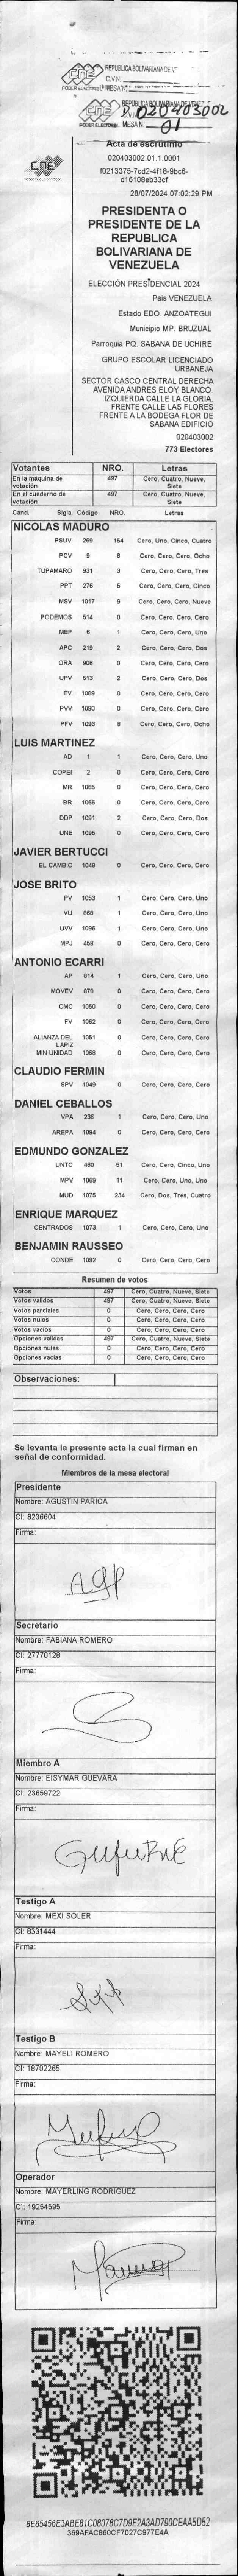 CNE REPUBLICA BOLIVARIANA DE V
PODER ELECTORAL
CNE REPUBLICA BOLIVARIANA DE VENEZUELA
PODER ELECTORAL MESA N
020403002
01
CNE
Acta de escrutinio
020403002.01.1.0001
f0213375-7cd2-4f18-9bc6-
d16108eb33cf
28/07/2024 07:02:29 PM
PRESIDENTA O
PRESIDENTE DE LA
REPUBLICA
BOLIVARIANA DE
VENEZUELA
ELECCIÓN PRESIDENCIAL 2024
Pais VENEZUELA
Estado EDO. ANZOATEGUI
Municipio MP. BRUZUAL
Parroquia PQ. SABANA DE UCHIRE
GRUPO ESCOLAR LICENCIADO
URBANEJA
SECTOR CASCO CENTRAL DERECHA
AVENIDA ANDRES ELOY BLANCO.
IZQUIERDA CALLE LA GLORIA.
FRENTE CALLE LAS FLORES
FRENTE A LA BODEGA FLOR DE
SABANA EDIFICIO
020403002
773 Electores
Votantes NRO. Letras
En la máquina de votación 497 Cero, Cuatro, Nueve, Siete
En el cuaderno de votación 497 Cero, Cuatro, Nueve, Siete
Cand. Sigla Código NRO. Letras
NICOLAS MADURO
PSUV 269 154 Cero, Uno, Cinco, Cuatro
PCV 9 8 Cero, Cero, Cero, Ocho
TUPAMARO 931 3 Cero, Cero, Cero, Tres
PPT 276 5 Cero, Cero, Cero, Cinco
MSV 1017 9 Cero, Cero, Cero, Nueve
PODEMOS 514 0 Cero, Cero, Cero, Cero
MEP 6 1 Cero, Cero, Cero, Uno
APC 219 2 Cero, Cero, Cero, Dos
ORA 906 0 Cero, Cero, Cero, Cero
UPV 513 2 Cero, Cero, Cero, Dos
EV 1089 0 Cero, Cero, Cero, Cero
PVV 1090 0 Cero, Cero, Cero, Cero
PFV 1093 8 Cero, Cero, Cero, Ocho
LUIS MARTINEZ
AD 1 1 Cero, Cero, Cero, Uno
COPEI 2 0 Cero, Cero, Cero, Cero
MR 1065 0 Cero, Cero, Cero, Cero
BR 1066 0 Cero, Cero, Cero, Cero
DDP 1091 2 Cero, Cero, Cero, Dos
UNE 1095 0 Cero, Cero, Cero, Cero
JAVIER BERTUCCI
EL CAMBIO 1048 0 Cero, Cero, Cero, Cero
JOSE BRITO
PV 1053 1 Cero, Cero, Cero, Uno
VU 868 1 Cero, Cero, Cero, Uno
UVV 1096 1 Cero, Cero, Cero, Uno
MPJ 458 0 Cero, Cero, Cero, Cero
ANTONIO ECARRI
AP 814 1 Cero, Cero, Cero, Uno
MOVEV 878 0 Cero, Cero, Cero, Cero
CMC 1050 0 Cero, Cero, Cero, Cero
FV 1062 0 Cero, Cero, Cero, Cero
ALIANZA DEL LAPIZ 1051 0 Cero, Cero, Cero, Cero
MIN UNIDAD 1068 0 Cero, Cero, Cero, Cero
CLAUDIO FERMIN
SPV 1049 0 Cero, Cero, Cero, Cero
DANIEL CEBALLOS
VPA 236 1 Cero, Cero, Cero, Uno
AREPA 1094 0 Cero, Cero, Cero, Cero
EDMUNDO GONZALEZ
UNTC 460 51 Cero, Cero, Cinco, Uno
MPV 1069 11 Cero, Cero, Uno, Uno
MUD 1075 234 Cero, Dos, Tres, Cuatro
ENRIQUE MARQUEZ
CENTRADOS 1073 1 Cero, Cero, Cero, Uno
BENJAMIN RAUSSEO
CONDE 1092 0 Cero, Cero, Cero, Cero
Resumen de votos
Votos 497 Cero, Cuatro, Nueve, Siete
Votos validos 497 Cero, Cuatro, Nueve, Siete
Votos parciales 0 Cero, Cero, Cero, Cero
Votos nulos 0 Cero, Cero, Cero, Cero
Votos vacios 0 Cero, Cero, Cero, Cero
Opciones validas 497 Cero, Cuatro, Nueve, Siete
Opciones nulas 0 Cero, Cero, Cero, Cero
Opciones vacias 0 Cero, Cero, Cero, Cero
Observaciones:
Se levanta la presente acta la cual firman en
señal de conformidad.
Miembros de la mesa electoral
Presidente
Nombre: AGUSTIN PARICA
CI: 8236604
Firma:
Secretario
Nombre: FABIANA ROMERO
CI: 27770128
Firma:
Miembro A
Nombre: EISYMAR GUEVARA
CI: 23659722
Firma:
Testigo A
Nombre: MEXI SOLER
CI: 8331444
Firma:
Testigo B
Nombre: MAYELI ROMERO
CI: 18702265
Firma:
Operador
Nombre: MAYERLING RODRIGUEZ
CI: 19254595
Firma:
8E65456E3ABE81C08078C7D9E2A3AD790CEAA5D52
369AFAC860CF7027C977E4A